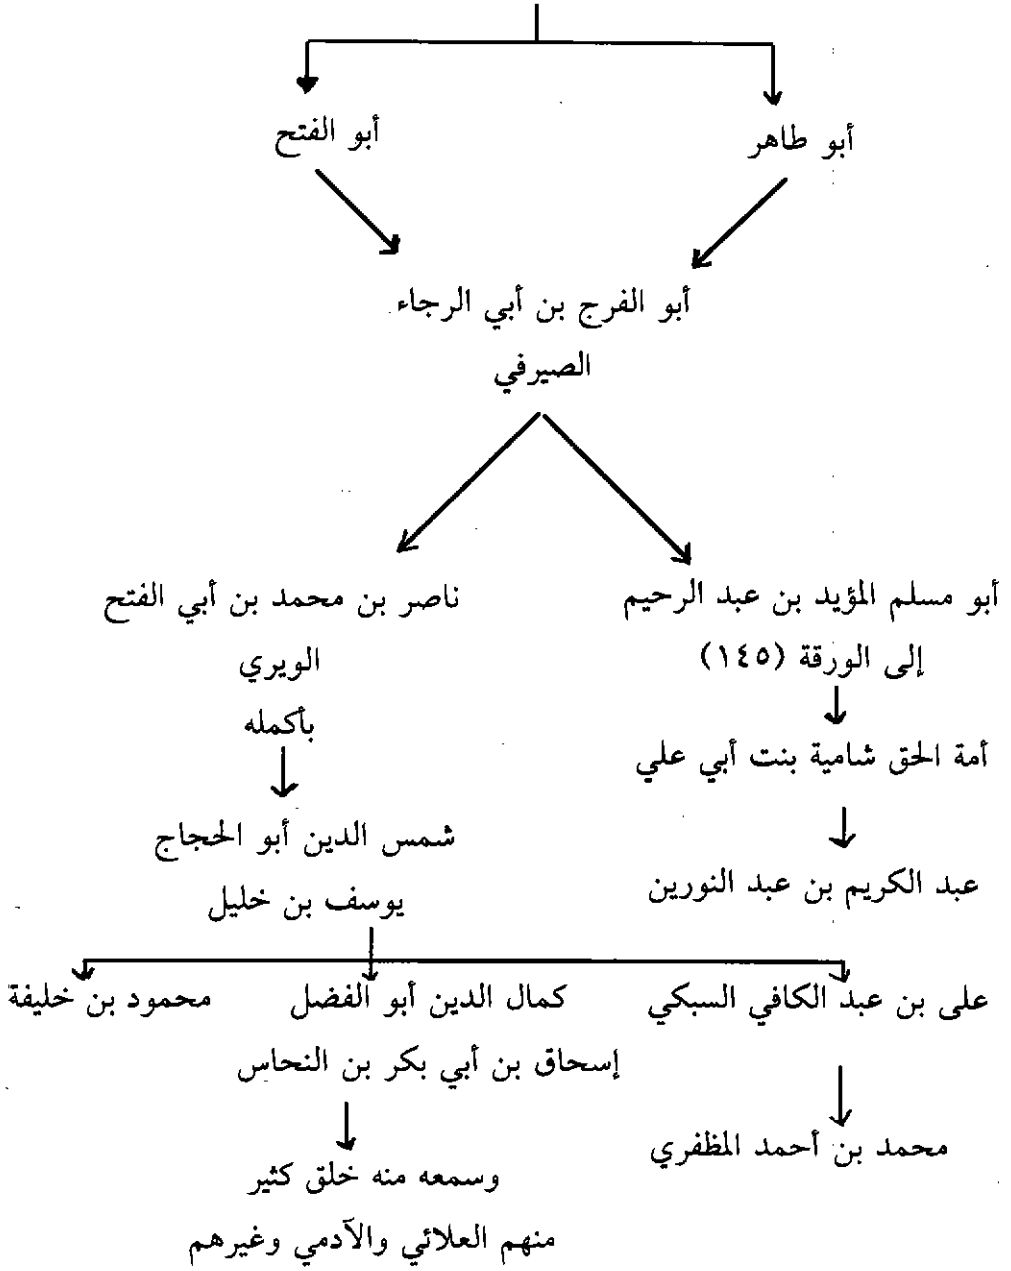 أبو طاهر
أبو الفتح
أبو الفرج بن أبي الرجاء
الصيرفي
أبو مسلم المؤيد بن عبد الرحيم
إلى الورقة (١٤٥)
أمة الحق شامية بنت أبي علي
عبد الكريم بن عبد النورين
ناصر بن محمد بن أبي الفتح
الويري
بأكمله
شمس الدين أبو الحجاج
يوسف بن خليل
على بن عبد الكافي السبكي
محمد بن أحمد المظفري
كمال الدين أبو الفضل
إسحاق بن أبي بكر بن النحاس
وسمعه منه خلق كثير
منهم العلائي والآدمي وغيرهم
محمود بن خليفة